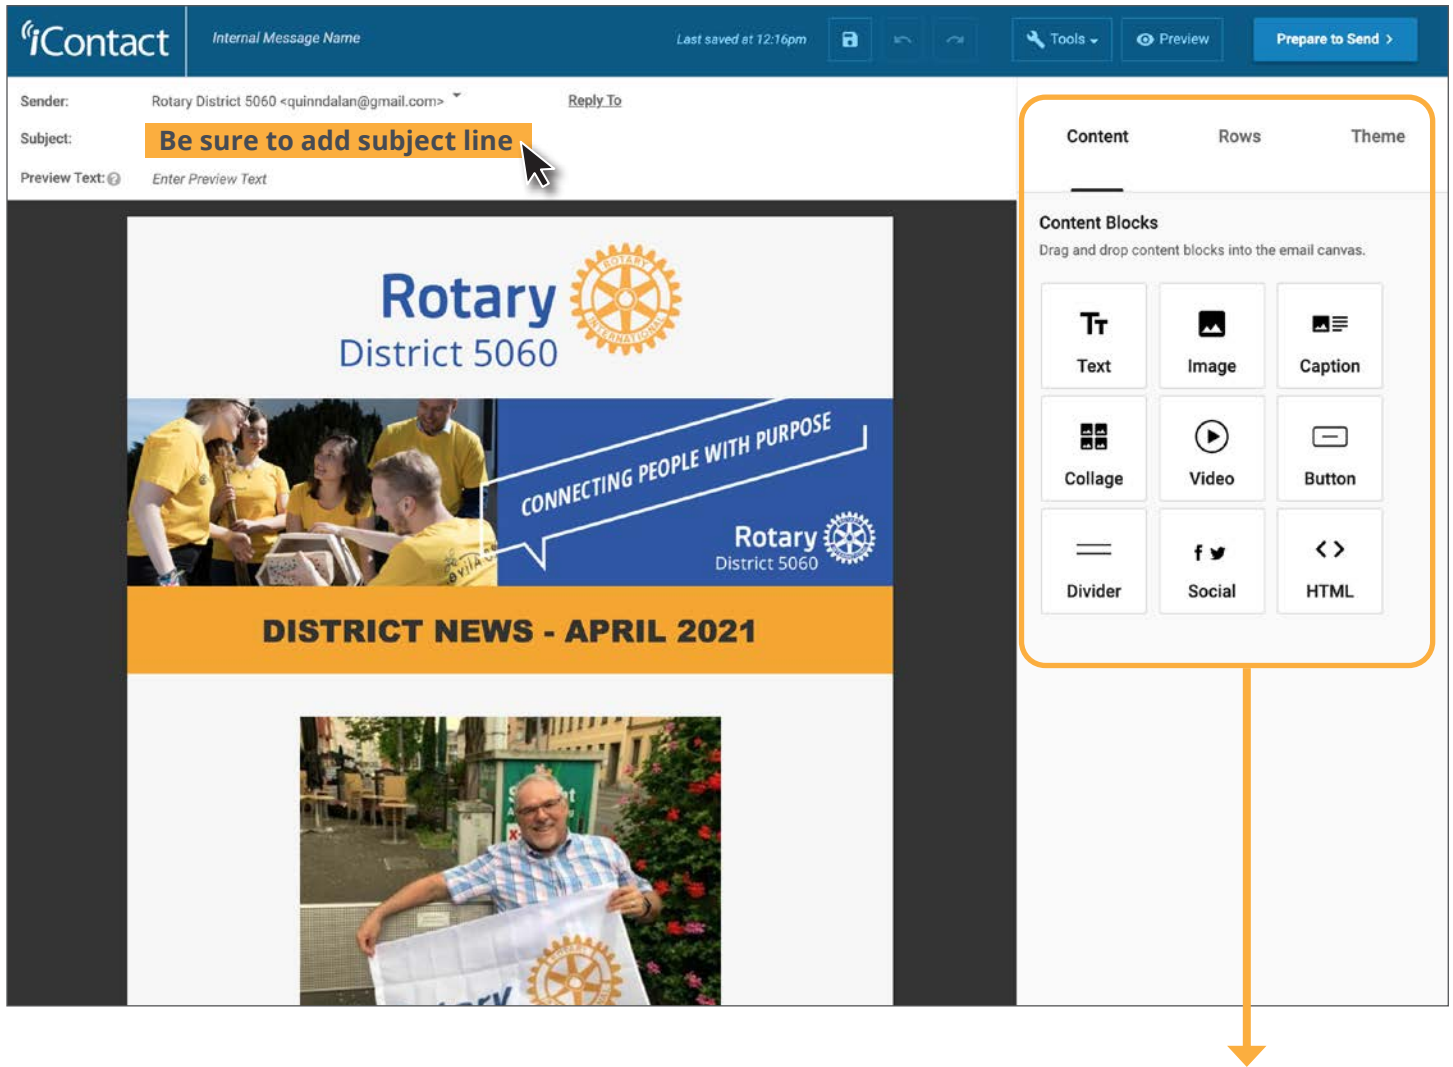 iContact
Internal Message Name
Last saved at 12:16pm
Tools
Preview
Prepare to Send >
Sender:
Rotary District 5060 <quinndalan@gmail.com>
Reply To
Subject:
Be sure to add subject line
Preview Text:
Enter Preview Text
Content
Rows
Theme
Content Blocks
Drag and drop content blocks into the email canvas.
Text
Image
Caption
Collage
Video
Button
Divider
Social
HTML
Rotary
District 5060
ROTARY
INTERNATIONAL
CONNECTING PEOPLE WITH PURPOSE
Rotary
District 5060
DISTRICT NEWS - APRIL 2021
ROTARY